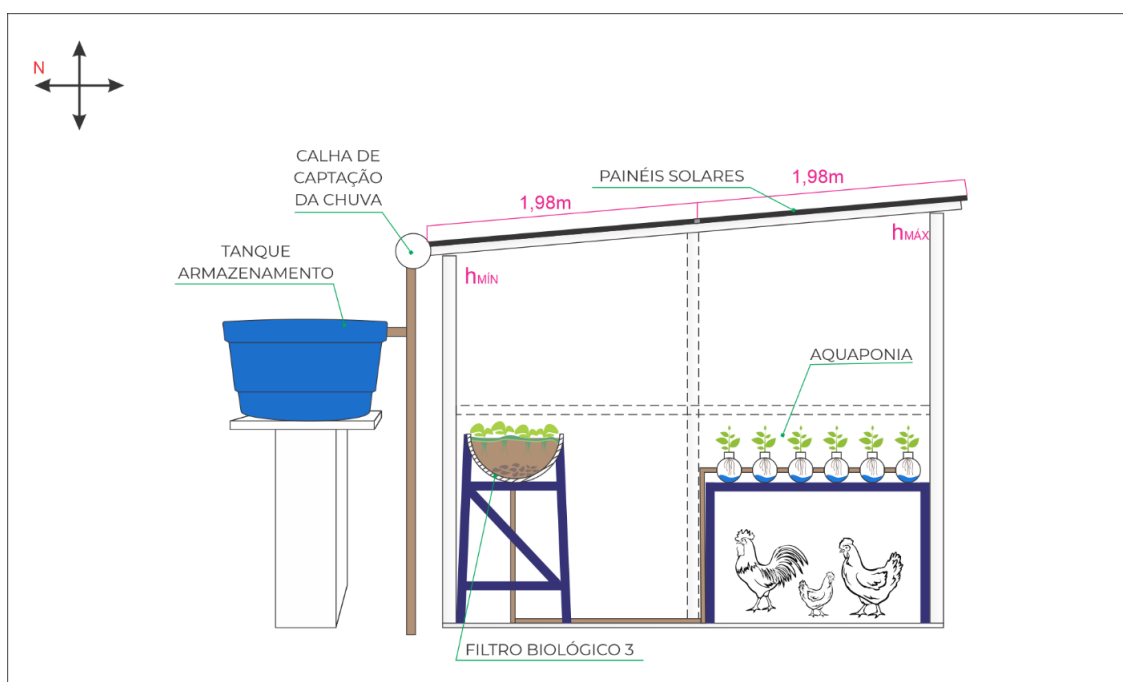 N
CALHA DE
CAPTAÇÃO
DA CHUVA
PAINÉIS SOLARES
1,98m
1,98m
TANQUE
ARMAZENAMENTO
hMÍN
hMÁX
AQUAPONIA
FILTRO BIOLÓGICO 3